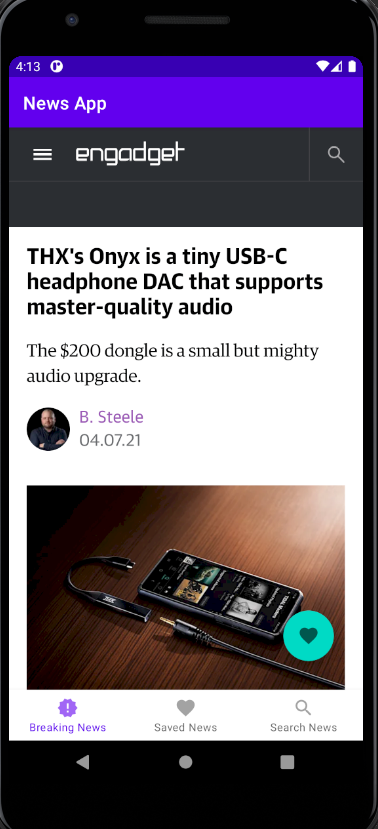 4:13
News App
engadget
THX's Onyx is a tiny USB-C
headphone DAC that supports
master-quality audio
The $200 dongle is a small but mighty
audio upgrade.
B. Steele
04.07.21
Breaking News
Saved News
Search News